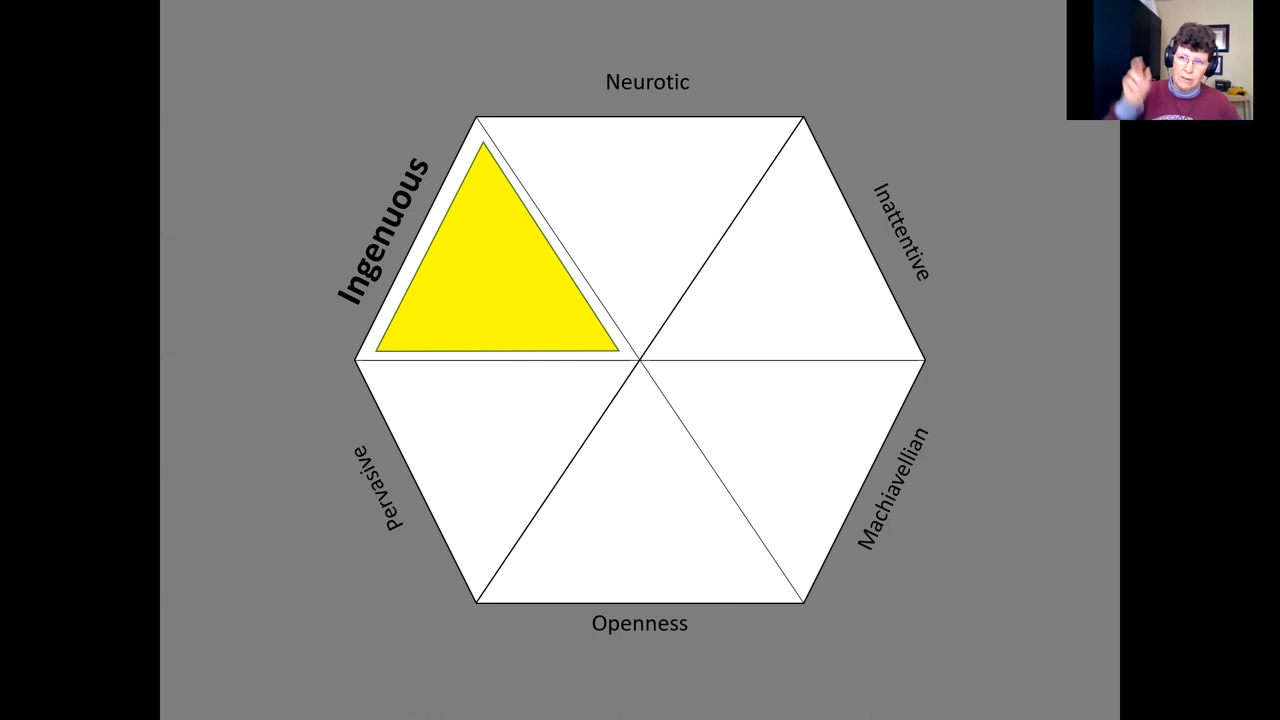 Neurotic
Ingenuous
Inattentive
Pervasive
Machiavellian
Openness